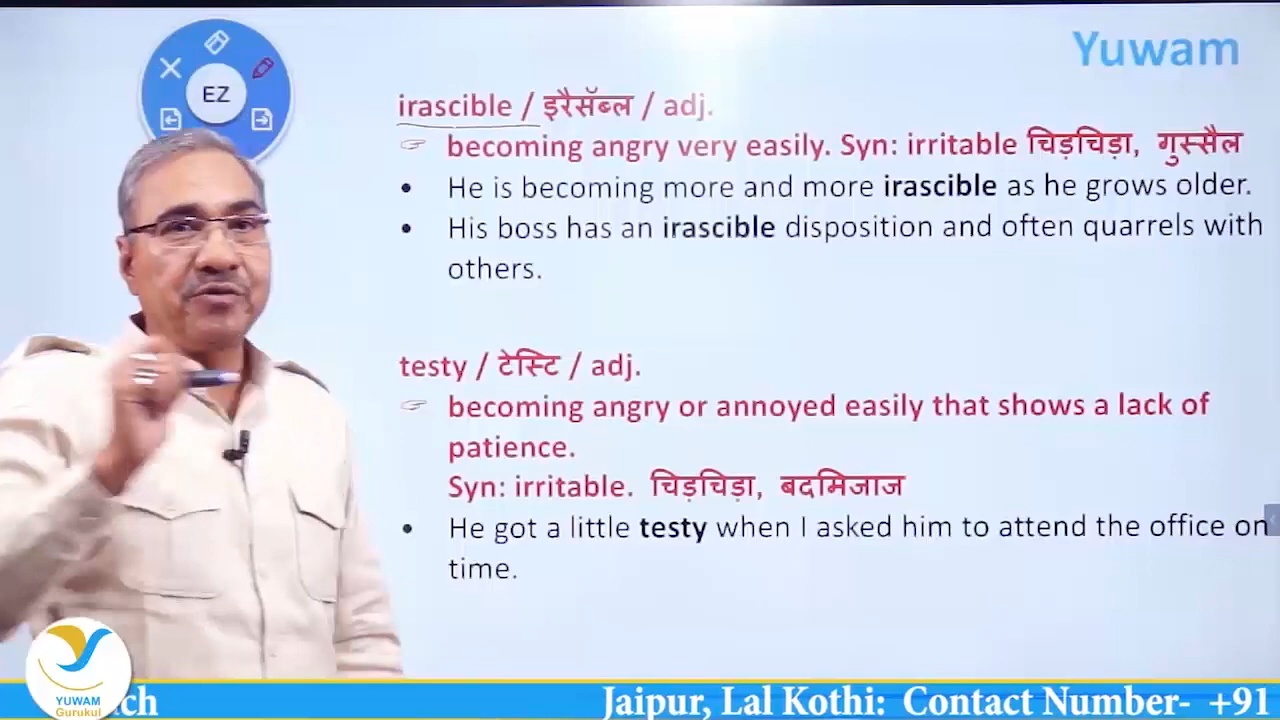 Yuwam
EZ
irascible / इरैसॅब्ल / adj.
☞ becoming angry very easily. Syn: irritable चिड़चिड़ा, गुस्सैल
• He is becoming more and more irascible as he grows older.
• His boss has an irascible disposition and often quarrels with
others.
testy / टेस्टि / adj.
☞ becoming angry or annoyed easily that shows a lack of
patience.
Syn: irritable. चिड़चिड़ा, बदमिजाज
• He got a little testy when I asked him to attend the office on
time.
YUWAM
Gurukul
Jaipur, Lal Kothi: Contact Number- +91